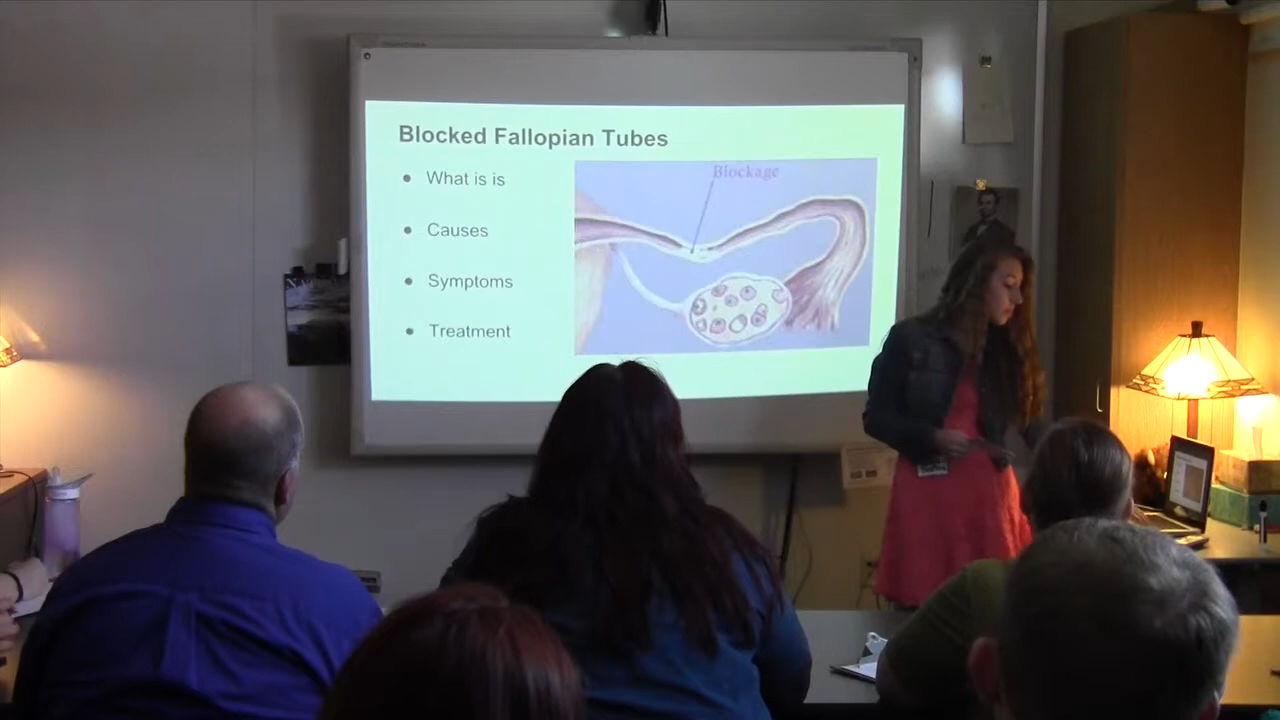 Blocked Fallopian Tubes
● What is is
● Causes
● Symptoms
● Treatment
Blockage